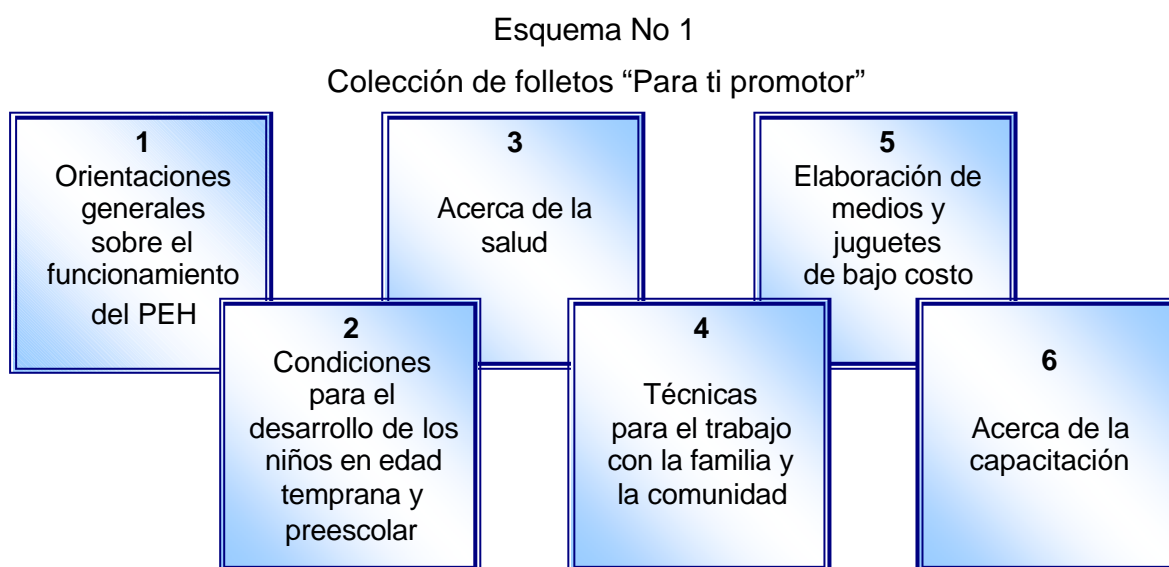 Esquema No 1
Colección de folletos “Para ti promotor”
1
Orientaciones
generales
sobre el
funcionamiento
del PEH
2
Condiciones
para el
desarrollo de los
niños en edad
temprana y
preescolar
3
Acerca de la
salud
4
Técnicas
para el trabajo
con la familia y
la comunidad
5
Elaboración de
medios y
juguetes
de bajo costo
6
Acerca de la
capacitación